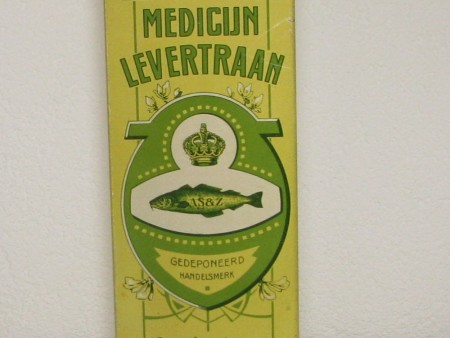 MEDICIJN
LEVERTRAAN
AS&Z
GEDEPONEERD
HANDELSMERK